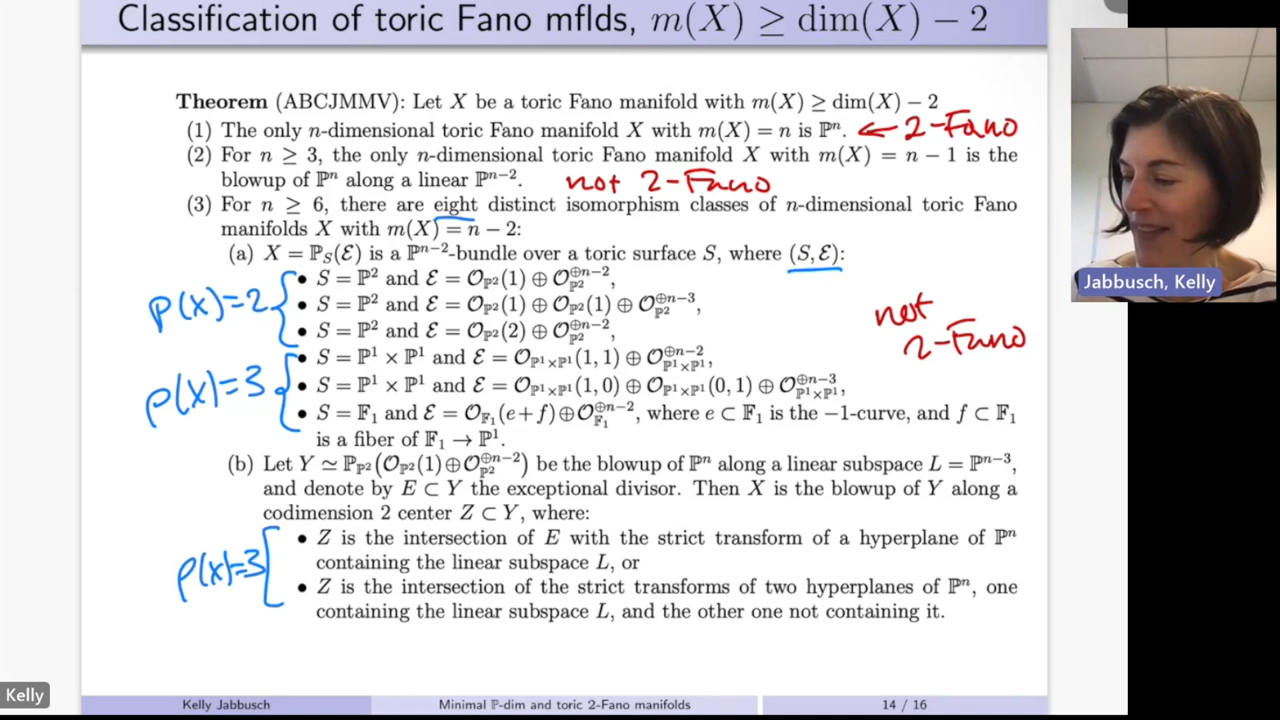 Classification of toric Fano mflds, m(X) ≥ dim(X) − 2
Theorem (ABCJMMV): Let X be a toric Fano manifold with m(X) ≥ dim(X) − 2
(1) The only n-dimensional toric Fano manifold X with m(X) = n is ℙⁿ. ← 2-Fano
(2) For n ≥ 3, the only n-dimensional toric Fano manifold X with m(X) = n − 1 is the
blowup of ℙⁿ along a linear ℙⁿ⁻². not 2-Fano
(3) For n ≥ 6, there are eight distinct isomorphism classes of n-dimensional toric Fano
manifolds X with m(X) = n − 2:
(a) X = ℙ_S(ℰ) is a ℙⁿ⁻²-bundle over a toric surface S, where (S, ℰ):
ρ(X)=2
• S = ℙ² and ℰ = 𝒪_ℙ²(1) ⊕ 𝒪_ℙ²^{⊕n−2},
• S = ℙ² and ℰ = 𝒪_ℙ²(1) ⊕ 𝒪_ℙ²(1) ⊕ 𝒪_ℙ²^{⊕n−3},
• S = ℙ² and ℰ = 𝒪_ℙ²(2) ⊕ 𝒪_ℙ²^{⊕n−2},
not
2-Fano
ρ(X)=3
• S = ℙ¹ × ℙ¹ and ℰ = 𝒪_{ℙ¹×ℙ¹}(1, 1) ⊕ 𝒪_{ℙ¹×ℙ¹}^{⊕n−2},
• S = ℙ¹ × ℙ¹ and ℰ = 𝒪_{ℙ¹×ℙ¹}(1, 0) ⊕ 𝒪_{ℙ¹×ℙ¹}(0, 1) ⊕ 𝒪_{ℙ¹×ℙ¹}^{⊕n−3},
• S = 𝔽₁ and ℰ = 𝒪_𝔽₁(e+f) ⊕ 𝒪_𝔽₁^{⊕n−2}, where e ⊂ 𝔽₁ is the −1-curve, and f ⊂ 𝔽₁
is a fiber of 𝔽₁ → ℙ¹.
(b) Let Y ≃ ℙ_ℙ²(𝒪_ℙ²(1) ⊕ 𝒪_ℙ²^{⊕n−2}) be the blowup of ℙⁿ along a linear subspace L = ℙⁿ⁻³,
and denote by E ⊂ Y the exceptional divisor. Then X is the blowup of Y along a
codimension 2 center Z ⊂ Y, where:
ρ(X)=3
• Z is the intersection of E with the strict transform of a hyperplane of ℙⁿ
containing the linear subspace L, or
• Z is the intersection of the strict transforms of two hyperplanes of ℙⁿ, one
containing the linear subspace L, and the other one not containing it.
Kelly Jabbusch
Minimal ℙ-dim and toric 2-Fano manifolds
14 / 16
Jabbusch, Kelly
Kelly